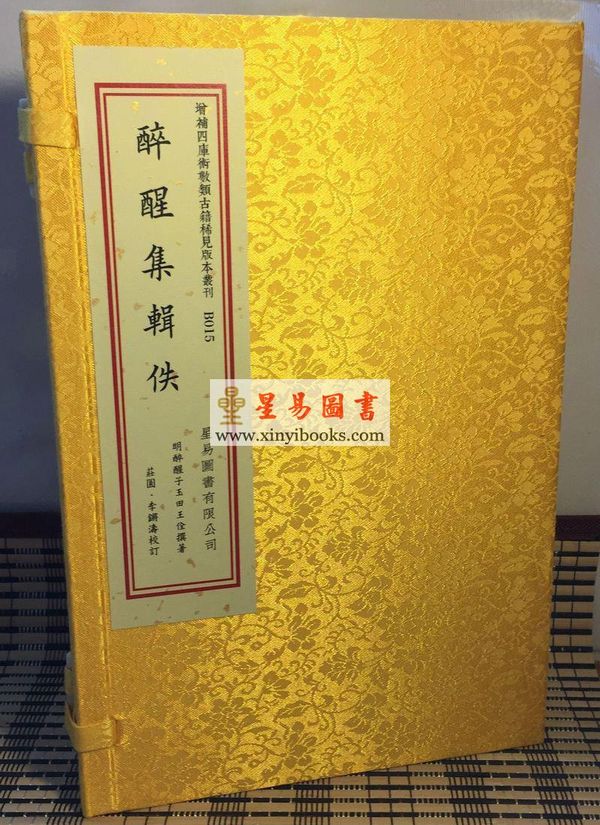 增補四庫術數類古籍稀見版本叢刊 B015
醉醒集輯佚
明醉醒子玉田王佺撰著
莊圓·李鏘濤校訂
星易圖書有限公司
星易圖書
www.xinyibooks.com